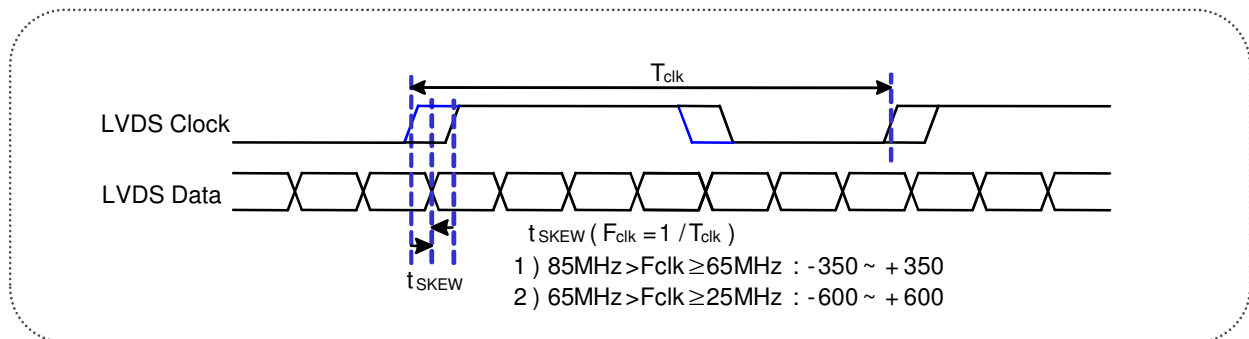 Tclk
LVDS Clock
LVDS Data
tSKEW
tSKEW ( Fclk = 1 / Tclk )
1 ) 85MHz > Fclk ≥ 65MHz : -350 ~ +350
2 ) 65MHz > Fclk ≥ 25MHz : -600 ~ +600